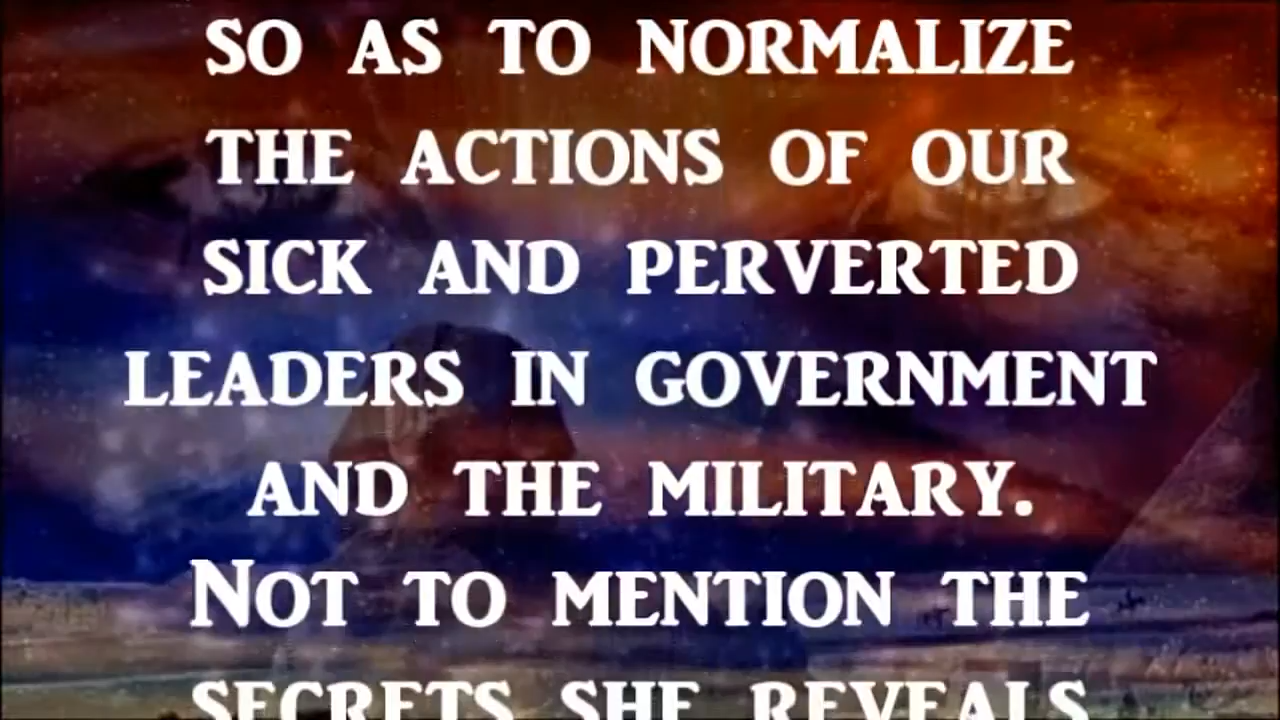 SO AS TO NORMALIZE
THE ACTIONS OF OUR
SICK AND PERVERTED
LEADERS IN GOVERNMENT
AND THE MILITARY.
NOT TO MENTION THE
SECRETS SHE REVEALS